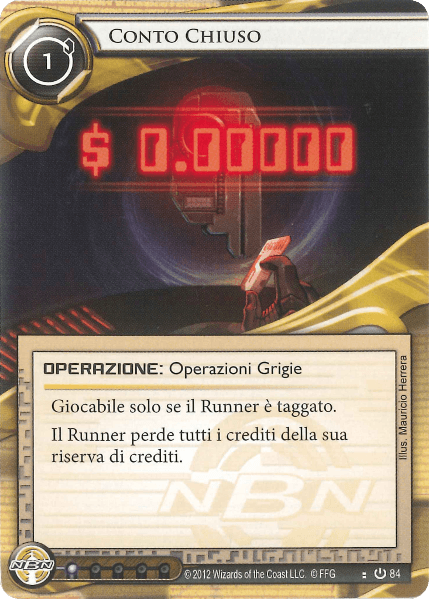 CONTO CHIUSO
1
$ 0.00000
OPERAZIONE: Operazioni Grigie
Giocabile solo se il Runner è taggato.
Il Runner perde tutti i crediti della sua
riserva di crediti.
Illus. Mauricio Herrera
NBN
NBN
© 2012 Wizards of the Coast LLC. © FFG
84